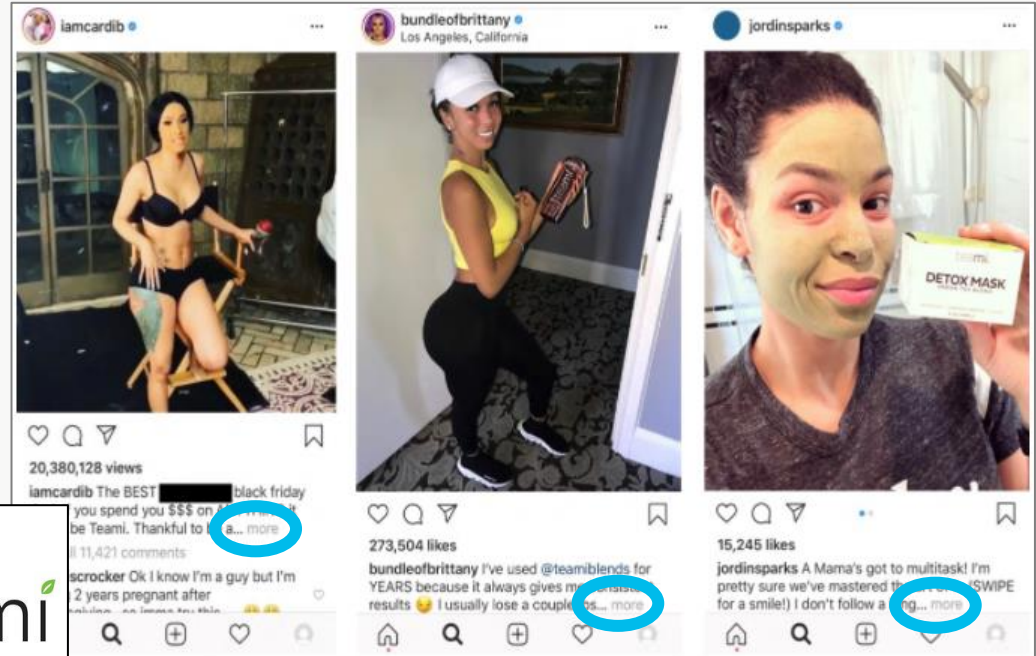 iamcardib
20,380,128 views
iamcardib The BEST black friday
you spend you $$$ on
be Teami. Thankful to a... more
11,421 comments
scrocker Ok I know I'm a guy but I'm
2 years pregnant after
mi
bundleofbrittany
Los Angeles, California
273,504 likes
bundleofbrittany I've used @teamiblends for
YEARS because it always gives
results I usually lose a couple more
jordinsparks
teami
DETOX MASK
15,245 likes
jordinsparks A Mama's got to multitask! I'm
pretty sure we've mastered (SWIPE
for a smile!) I don't follow a more